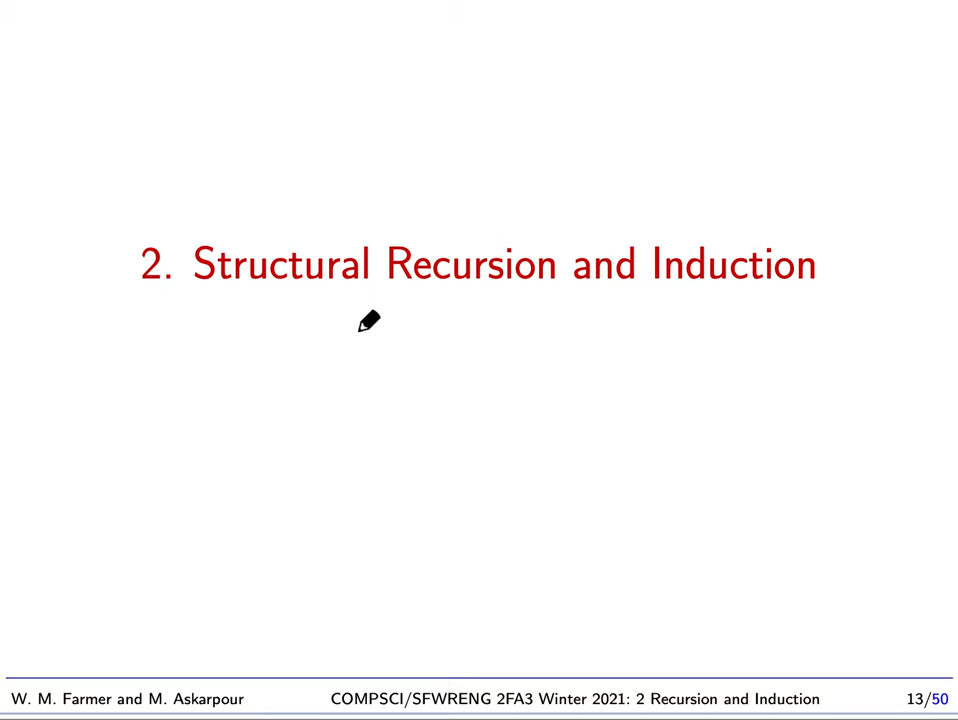 2. Structural Recursion and Induction
W. M. Farmer and M. Askarpour COMPSCI/SFWRENG 2FA3 Winter 2021: 2 Recursion and Induction 13/50